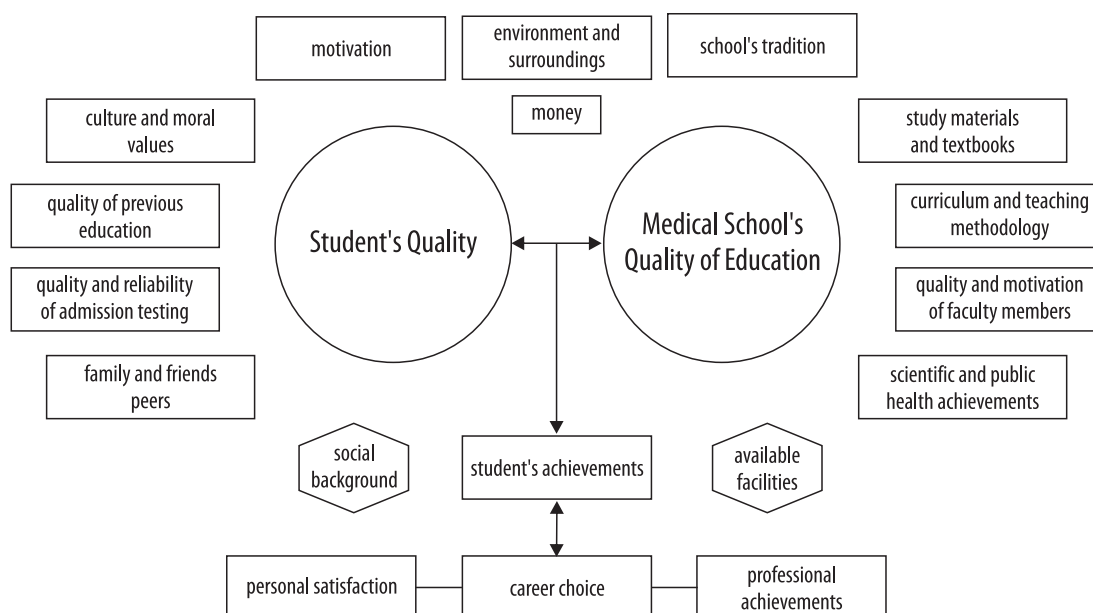 motivation
environment and
surroundings
school's tradition
money
culture and moral
values
study materials
and textbooks
quality of previous
education
curriculum and teaching
methodology
Student's Quality
Medical School's
Quality of Education
quality and reliability
of admission testing
quality and motivation
of faculty members
family and friends
peers
scientific and public
health achievements
social
background
student's achievements
available
facilities
personal satisfaction
career choice
professional
achievements